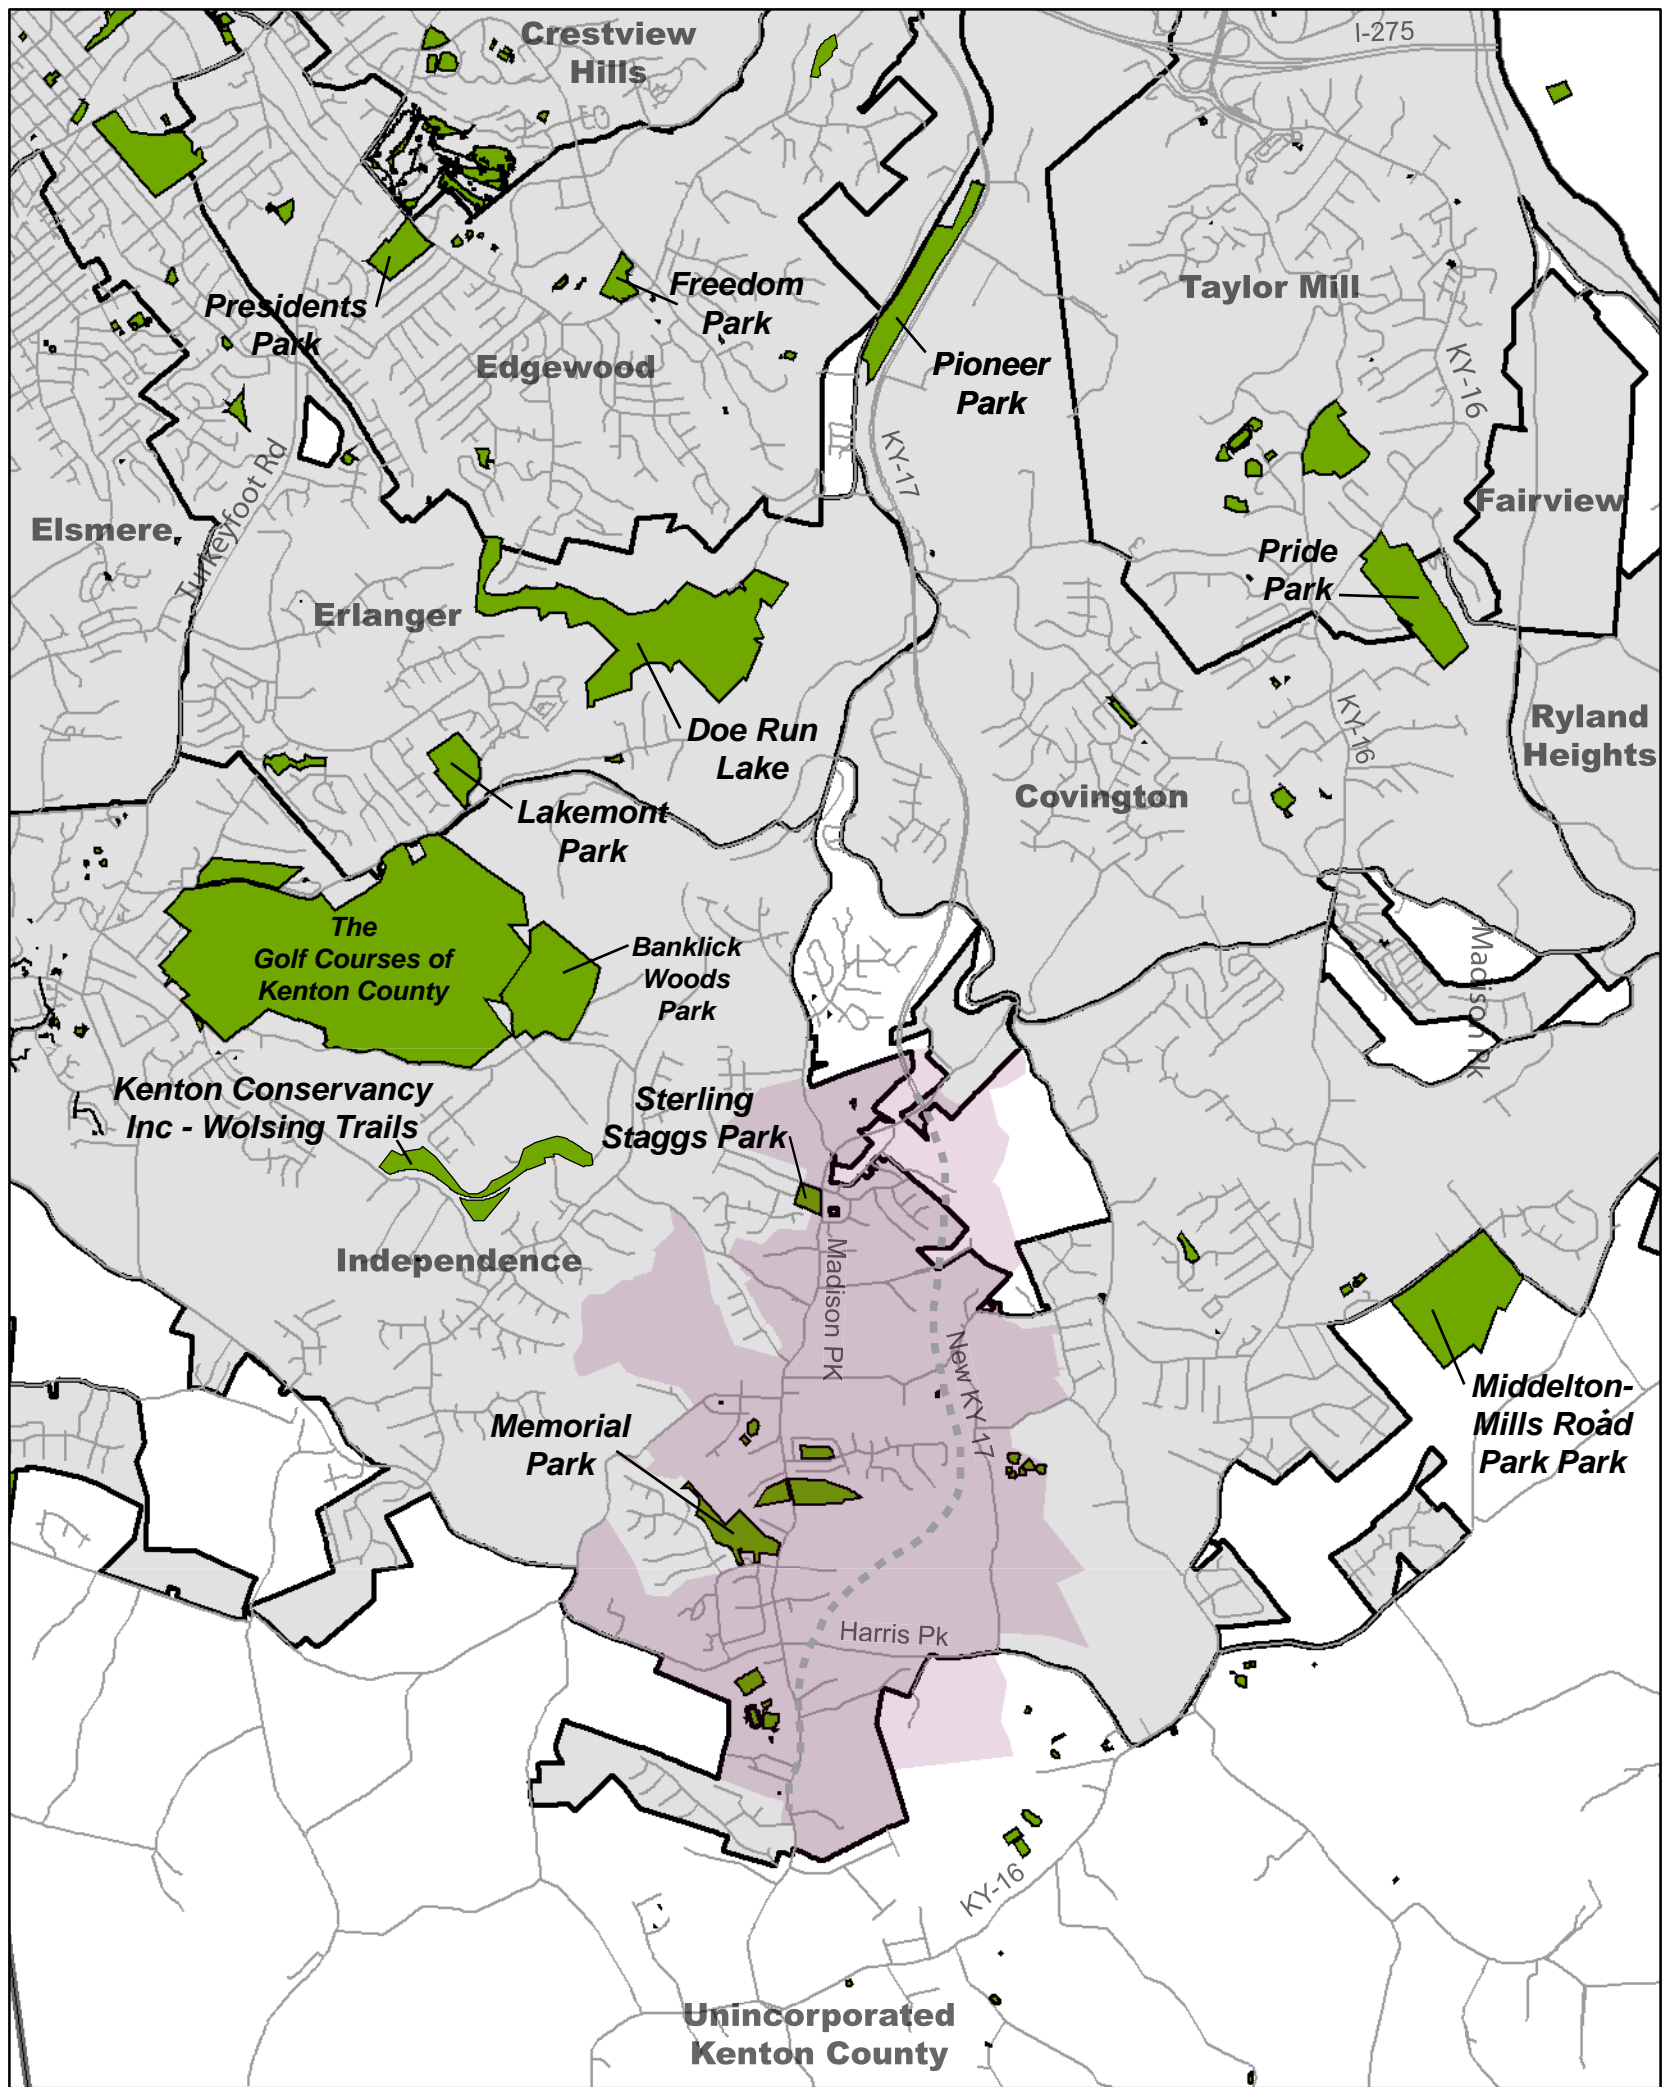 Crestview
Hills
I-275
Presidents
Park
Freedom
Park
Taylor Mill
Edgewood
Pioneer
Park
KY-16
KY-17
Turkeyfoot Rd
Elsmere
Fairview
Pride
Park
Erlanger
Doe Run
Lake
KY-16
Ryland
Heights
Lakemont
Park
Covington
The
Golf Courses of
Kenton County
Banklick
Woods
Park
Madison Pk
Kenton Conservancy
Inc - Wolsing Trails
Sterling
Staggs Park
Independence
Madison PK
New KY 17
Middelton-
Mills Road
Park Park
Memorial
Park
Harris Pk
KY-16
Unincorporated
Kenton County